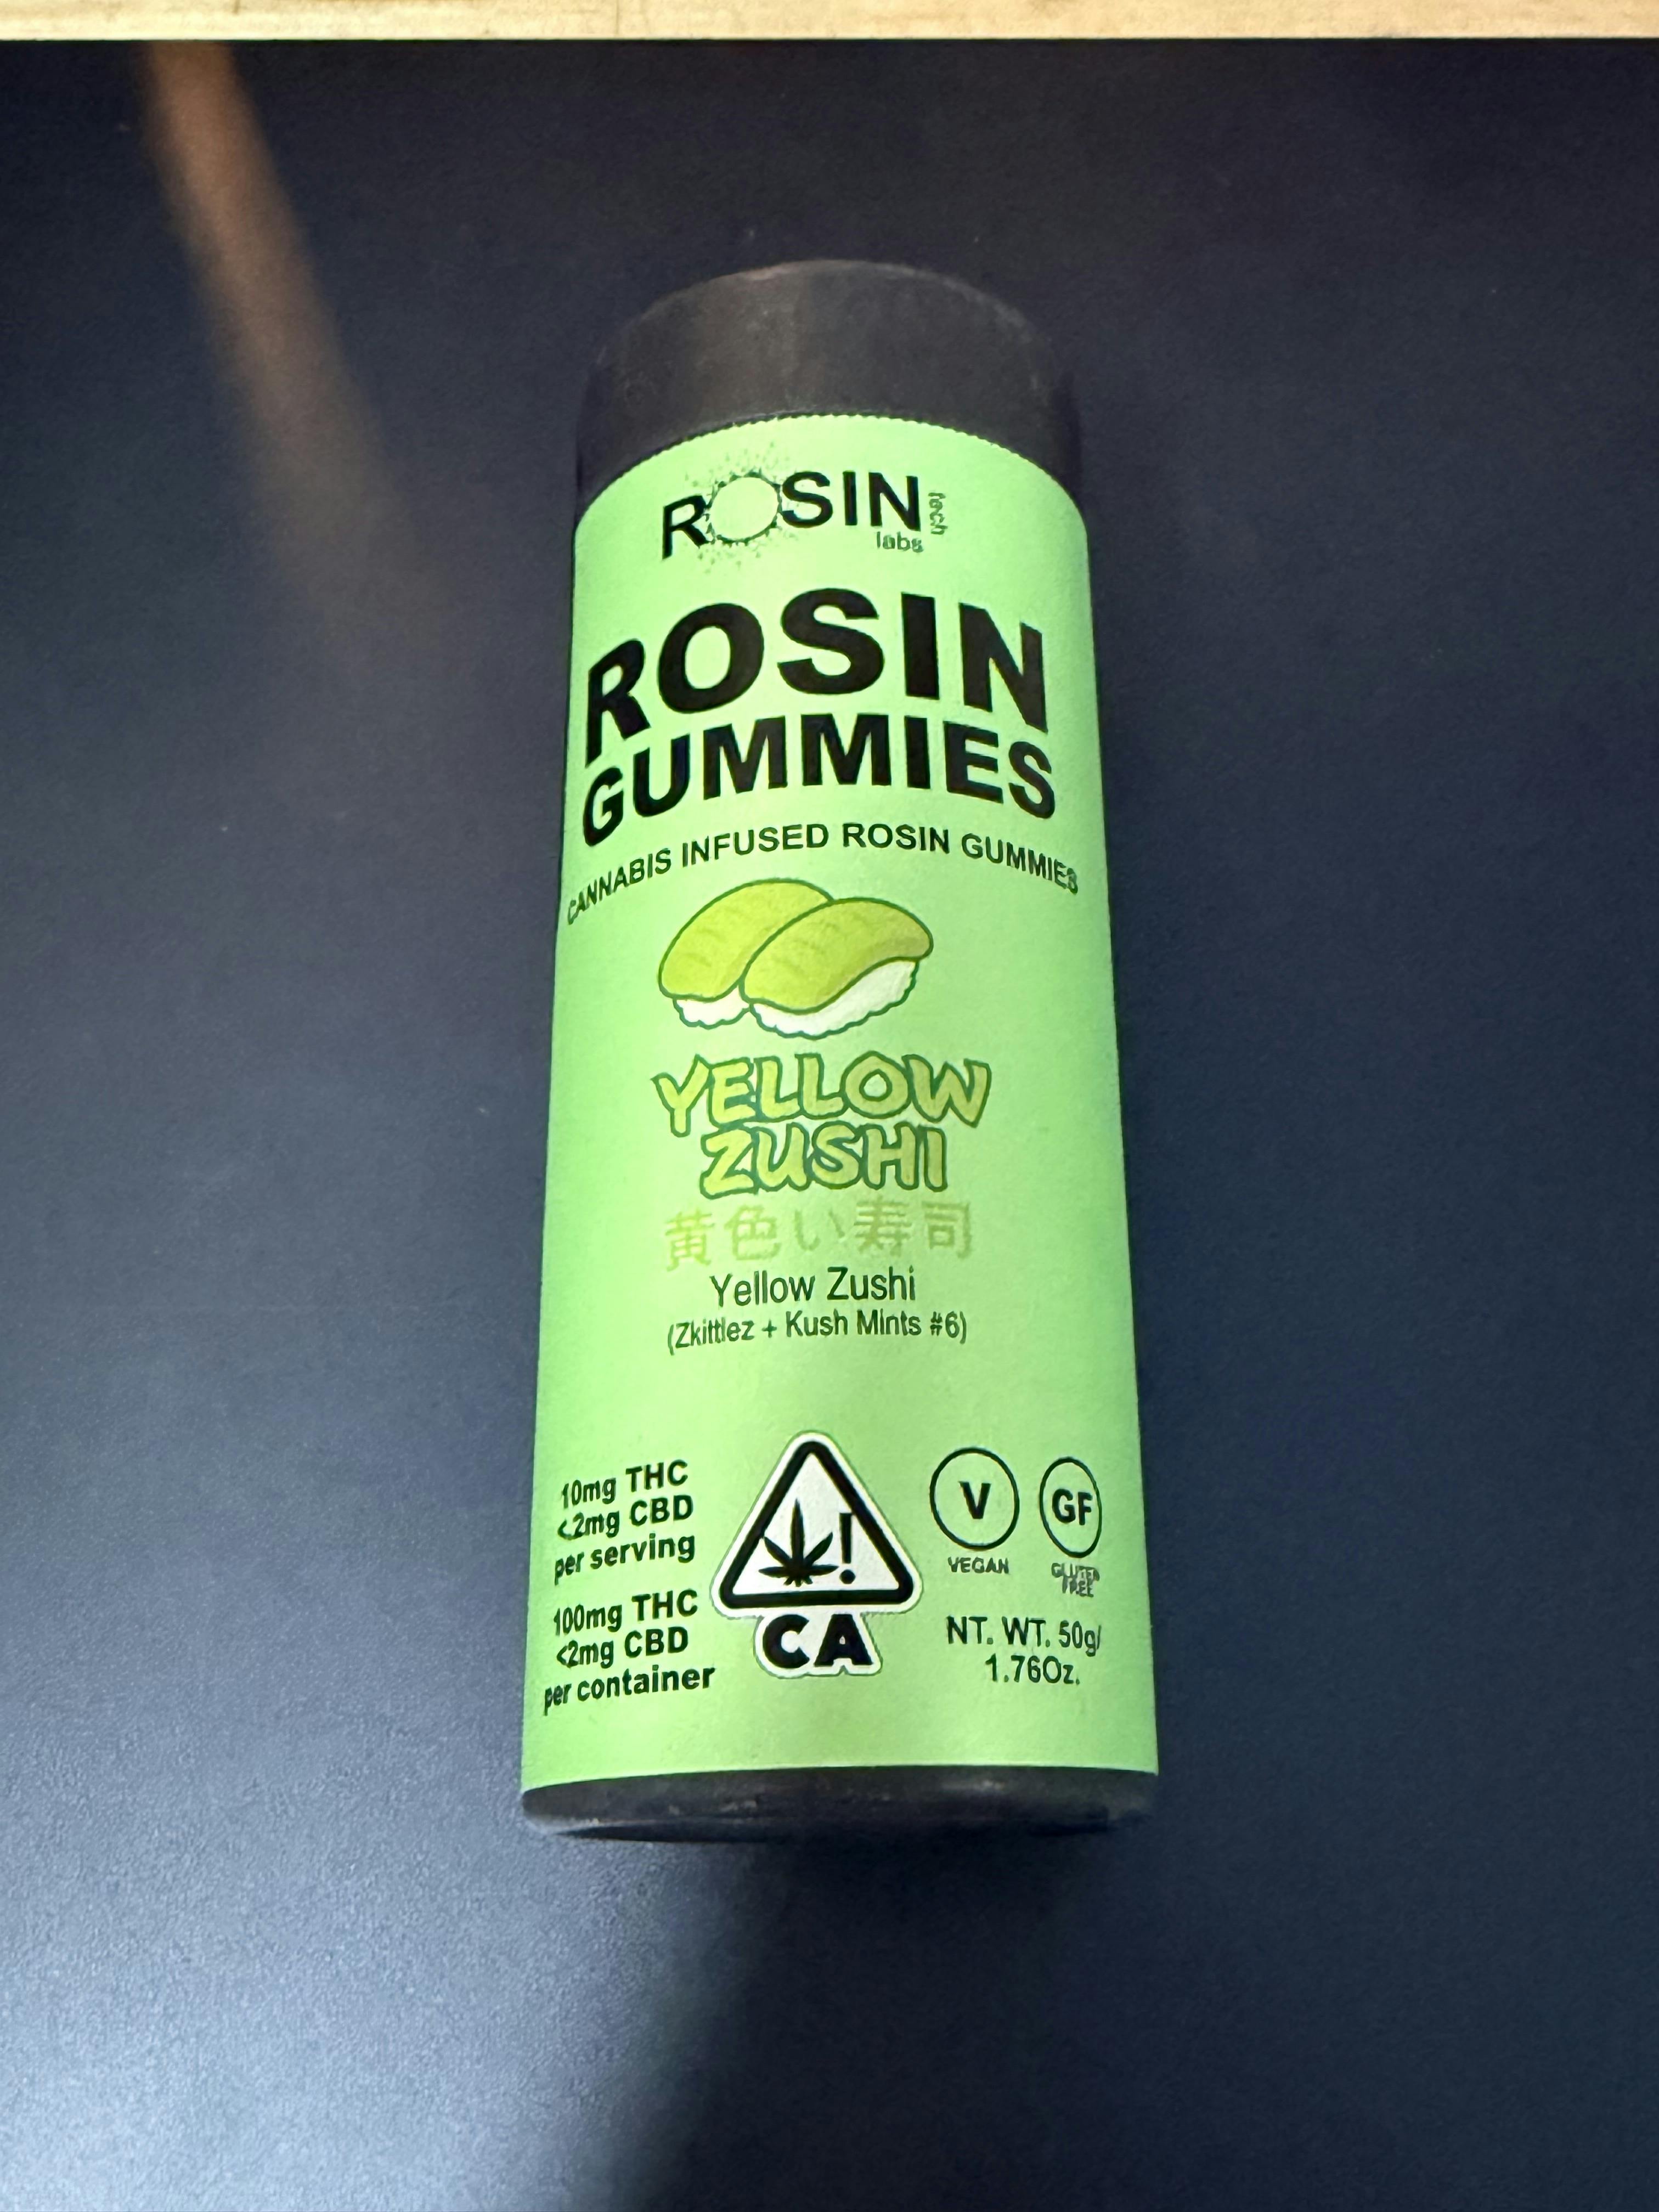 ROSIN tech
labs
ROSIN
GUMMIES
CANNABIS INFUSED ROSIN GUMMIES
YELLOW
ZUSHI
黄色い寿司
Yellow Zushi
(Zkittlez + Kush Mints #6)
10mg THC
<2mg CBD
per serving
100mg THC
<2mg CBD
per container
!
CA
V
VEGAN
GF
GLUTEN
FREE
NT. WT. 50g/
1.76Oz.